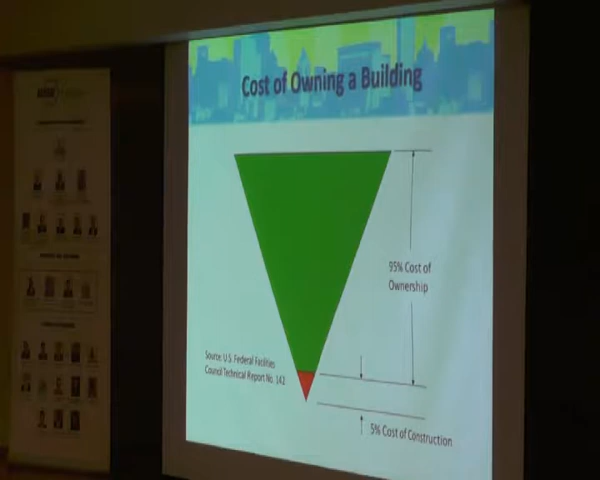 Cost of Owning a Building
95% Cost of
Ownership
Source: U.S. Federal Facilities
Council Technical Report No. 142
5% Cost of Construction